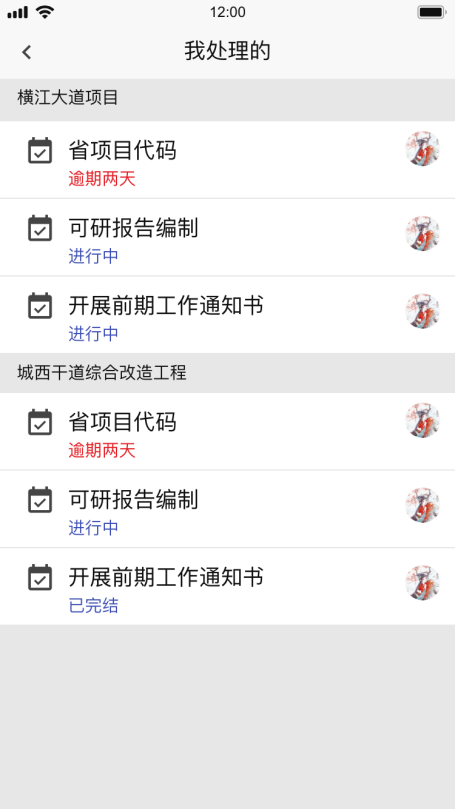 12:00
我处理的
横江大道项目
省项目代码
逾期两天
可研报告编制
进行中
开展前期工作通知书
进行中
城西干道综合改造工程
省项目代码
逾期两天
可研报告编制
进行中
开展前期工作通知书
已完结